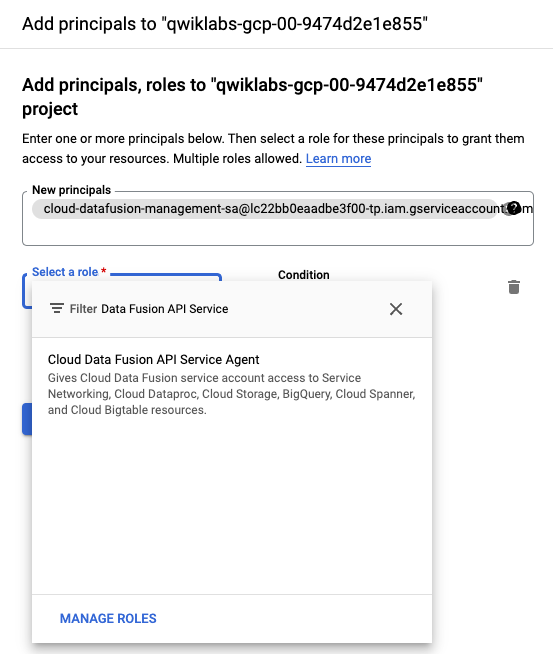 Add principals to "qwiklabs-gcp-00-9474d2e1e855"
Add principals, roles to "qwiklabs-gcp-00-9474d2e1e855"
project
Enter one or more principals below. Then select a role for these principals to grant them
access to your resources. Multiple roles allowed. Learn more
New principals
cloud-datafusion-management-sa@lc22bb0eaadbe3f00-tp.iam.gserviceaccount
Select a role *
Condition
Filter Data Fusion API Service
Cloud Data Fusion API Service Agent
Gives Cloud Data Fusion service account access to Service
Networking, Cloud Dataproc, Cloud Storage, BigQuery, Cloud Spanner,
and Cloud Bigtable resources.
MANAGE ROLES